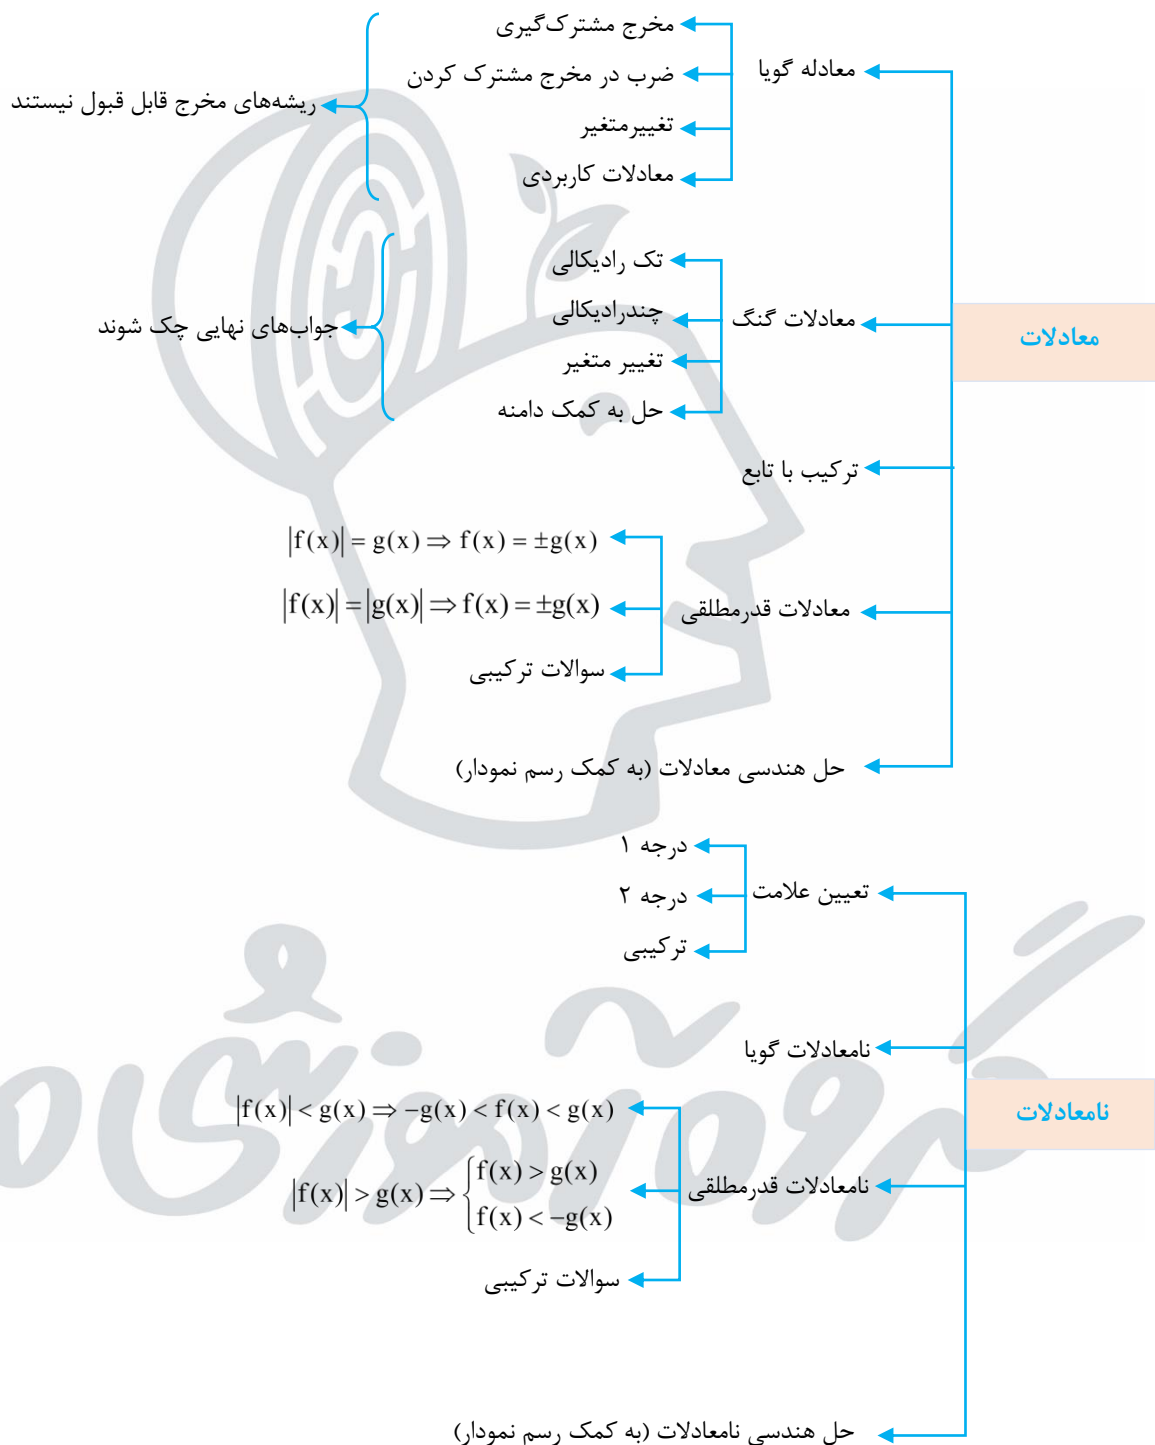 معادلات
معادله گویا
مخرج مشترک‌گیری
ضرب در مخرج مشترک کردن
تغییرمتغیر
معادلات کاربردی
ریشه‌های مخرج قابل قبول نیستند
معادلات گنگ
تک رادیکالی
چندرادیکالی
تغییر متغیر
حل به کمک دامنه
جواب‌های نهایی چک شوند
ترکیب با تابع
معادلات قدرمطلقی
|f(x)| = g(x) ⇒ f(x) = ±g(x)
|f(x)| = |g(x)| ⇒ f(x) = ±g(x)
سوالات ترکیبی
حل هندسی معادلات (به کمک رسم نمودار)
نامعادلات
تعیین علامت
درجه ۱
درجه ۲
ترکیبی
نامعادلات گویا
نامعادلات قدرمطلقی
|f(x)| < g(x) ⇒ −g(x) < f(x) < g(x)
|f(x)| > g(x) ⇒ { f(x) > g(x)
f(x) < −g(x)
سوالات ترکیبی
حل هندسی نامعادلات (به کمک رسم نمودار)
گروه آموزشی